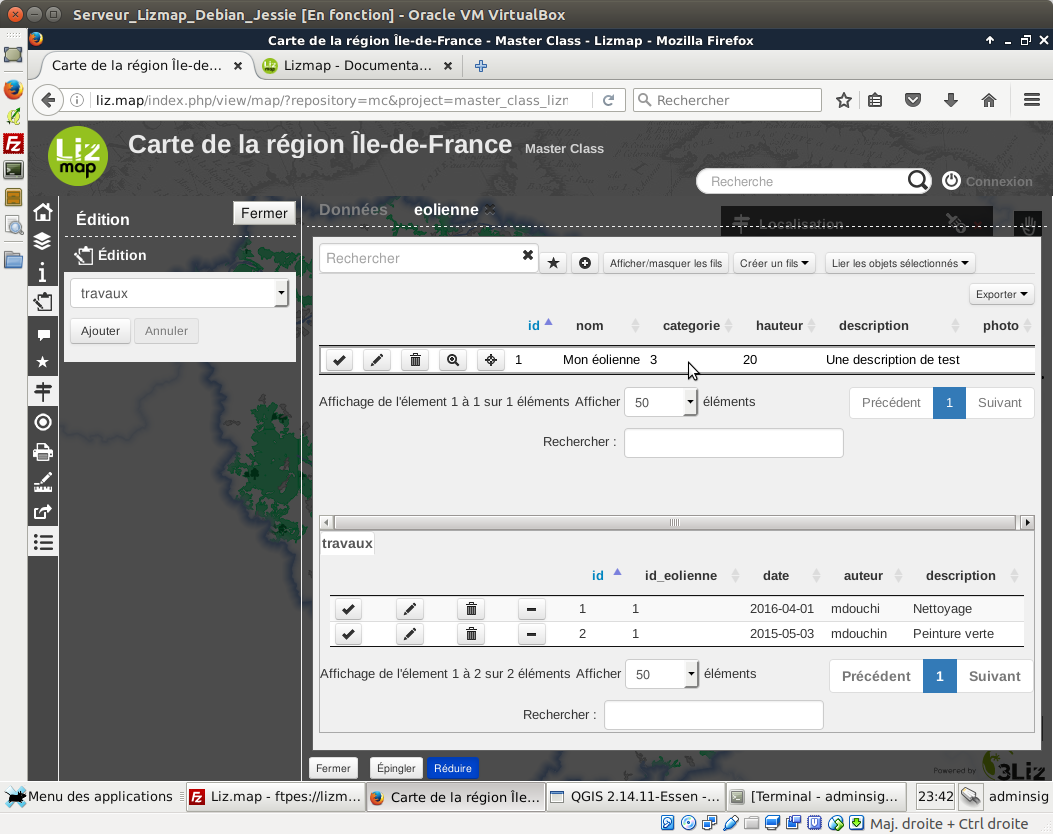 Serveur_Lizmap_Debian_Jessie [En fonction] - Oracle VM VirtualBox
Carte de la région Île-de-France - Master Class - Lizmap - Mozilla Firefox
Carte de la région Île-de... Lizmap - Documenta...
liz.map/index.php/view/map/?repository=mc&project=master_class_lizm Rechercher
Liz map
Carte de la région Île-de-France Master Class
Recherche Connexion
Édition Fermer
Données eolienne
Localisation
Édition
travaux
Ajouter Annuler
Rechercher Afficher/masquer les fils Créer un fils Lier les objets sélectionnés
Exporter
id nom categorie hauteur description photo
1 Mon éolienne 3 20 Une description de test
Affichage de l'élement 1 à 1 sur 1 éléments Afficher 50 éléments Précédent 1 Suivant
Rechercher :
travaux
id id_eolienne date auteur description
1 1 2016-04-01 mdouchi Nettoyage
2 1 2015-05-03 mdouchin Peinture verte
Affichage de l'élement 1 à 2 sur 2 éléments Afficher 50 éléments Précédent 1 Suivant
Rechercher :
Fermer Épingler Réduire
Powered by 3Liz
Menu des applications Liz.map - ftpes://lizm... Carte de la région Île... QGIS 2.14.11-Essen -... [Terminal - adminsig... 23:42 adminsig
Maj. droite + Ctrl droite